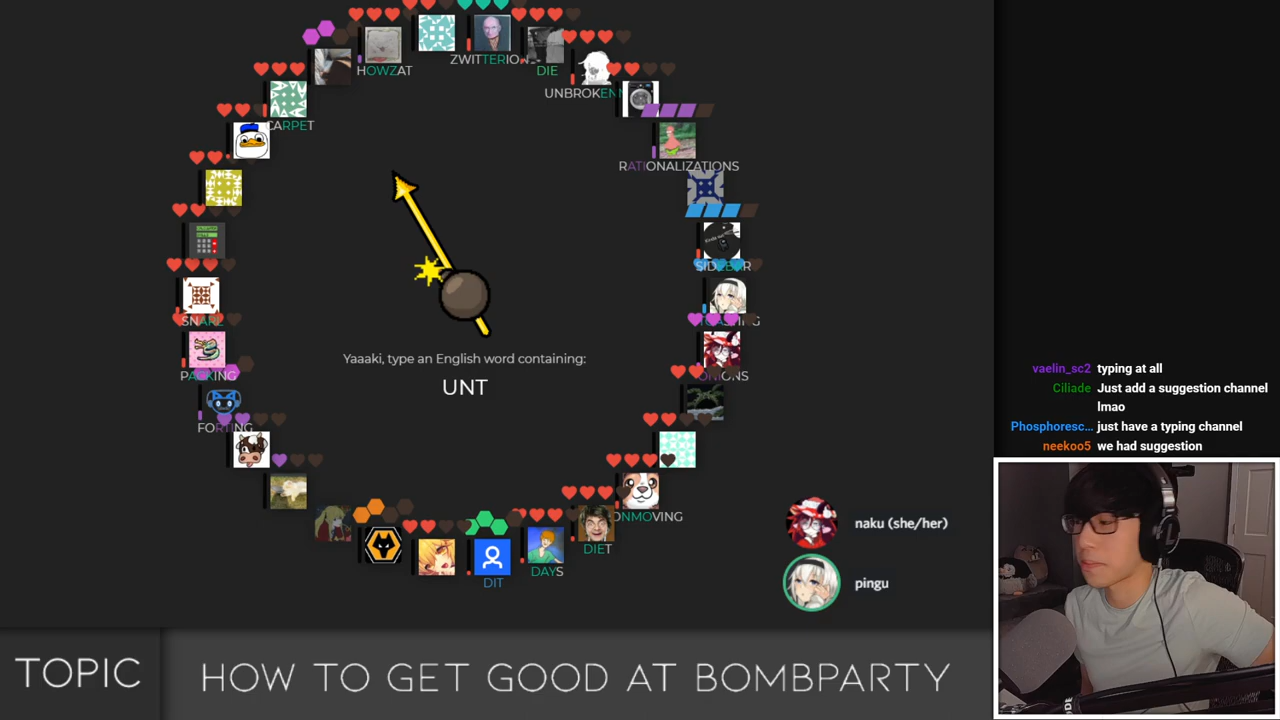 HOWZAT
DIE
UNBROKEN
CARPET
RATIONALIZATIONS
PACKING
FORTING
Yaaaki, type an English word containing:
UNT
DIT
DAYS
DIET
naku (she/her)
pingu
vaelin_sc2 typing at all
Ciliade Just add a suggestion channel
lmao
Phosphoresc... just have a typing channel
neekoo5 we had suggestion
TOPIC
HOW TO GET GOOD AT BOMBPARTY